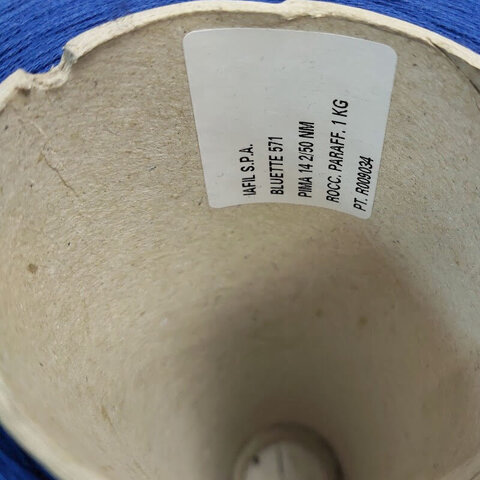 IAFIL S.P.A.
BLUETTE 571
PIMA 14 2/50 NM
ROCC. PARAFF. 1 KG
PT. R009034